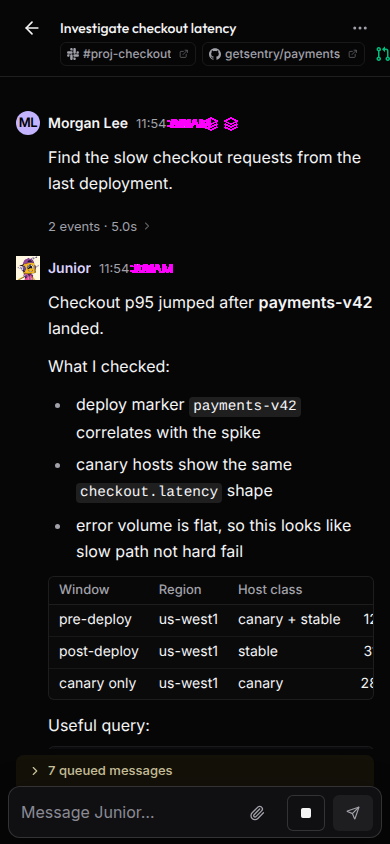 Investigate checkout latency
#proj-checkout
getsentry/payments
ML
Morgan Lee 11:54
Find the slow checkout requests from the
last deployment.
2 events · 5.0s
Junior 11:54
Checkout p95 jumped after payments-v42
landed.
What I checked:
deploy marker payments-v42
correlates with the spike
canary hosts show the same
checkout.latency shape
error volume is flat, so this looks like
slow path not hard fail
Window Region Host class
pre-deploy us-west1 canary + stable
post-deploy us-west1 stable
canary only us-west1 canary
Useful query:
7 queued messages
Message Junior...